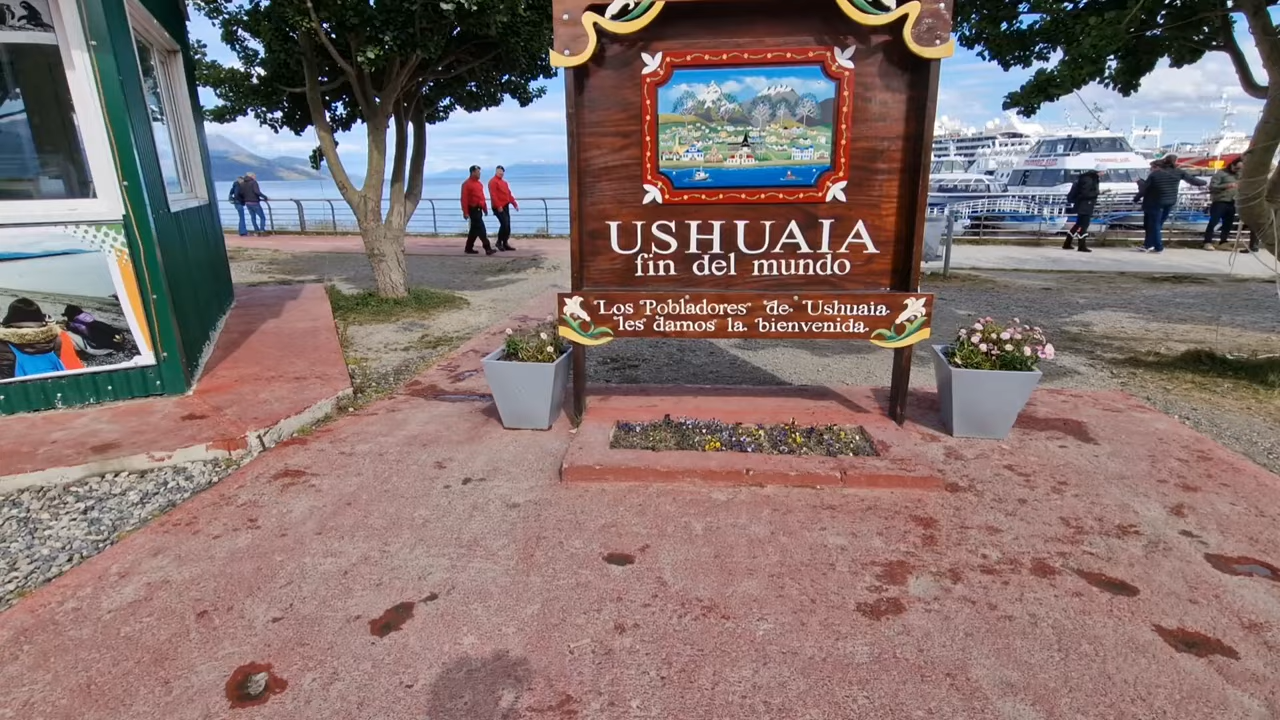 USHUAIA
fin del mundo
Los Pobladores de Ushuaia
les damos la bienvenida